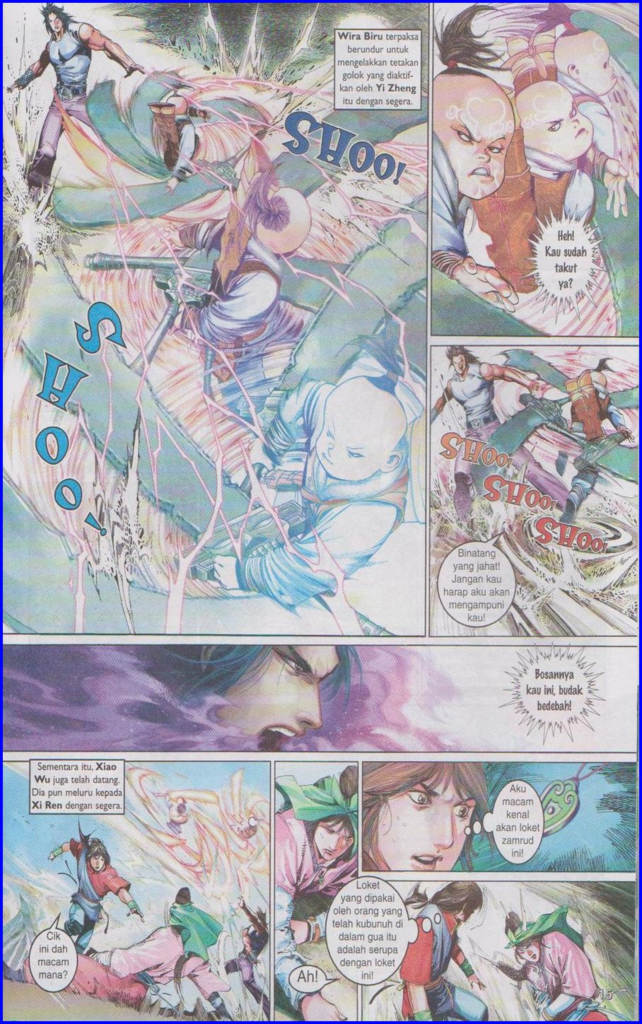 Wira Biru terpaksa
berundur untuk
mengelakkan tetakan
golok yang diaktif-
kan oleh Yi Zheng
itu dengan segera.
SHOO!
SHOO!
Heh!
Kau sudah
takut
ya?
SHOO!
SHOO!
SHOO!
Binatang
yang jahat!
Jangan kau
harap aku akan
mengampuni
kau!
Bosannya
kau ini, budak
bedebah!
Sementara itu, Xiao
Wu juga telah datang.
Dia pun meluru kepada
Xi Ren dengan segera.
Cik
ini dah
macam
mana?
Ah!
Aku
macam
kenal
akan loket
zamrud
ini!
Loket
yang dipakai
oleh orang yang
telah kubunuh di
dalam gua itu
adalah serupa
dengan loket
ini!
15